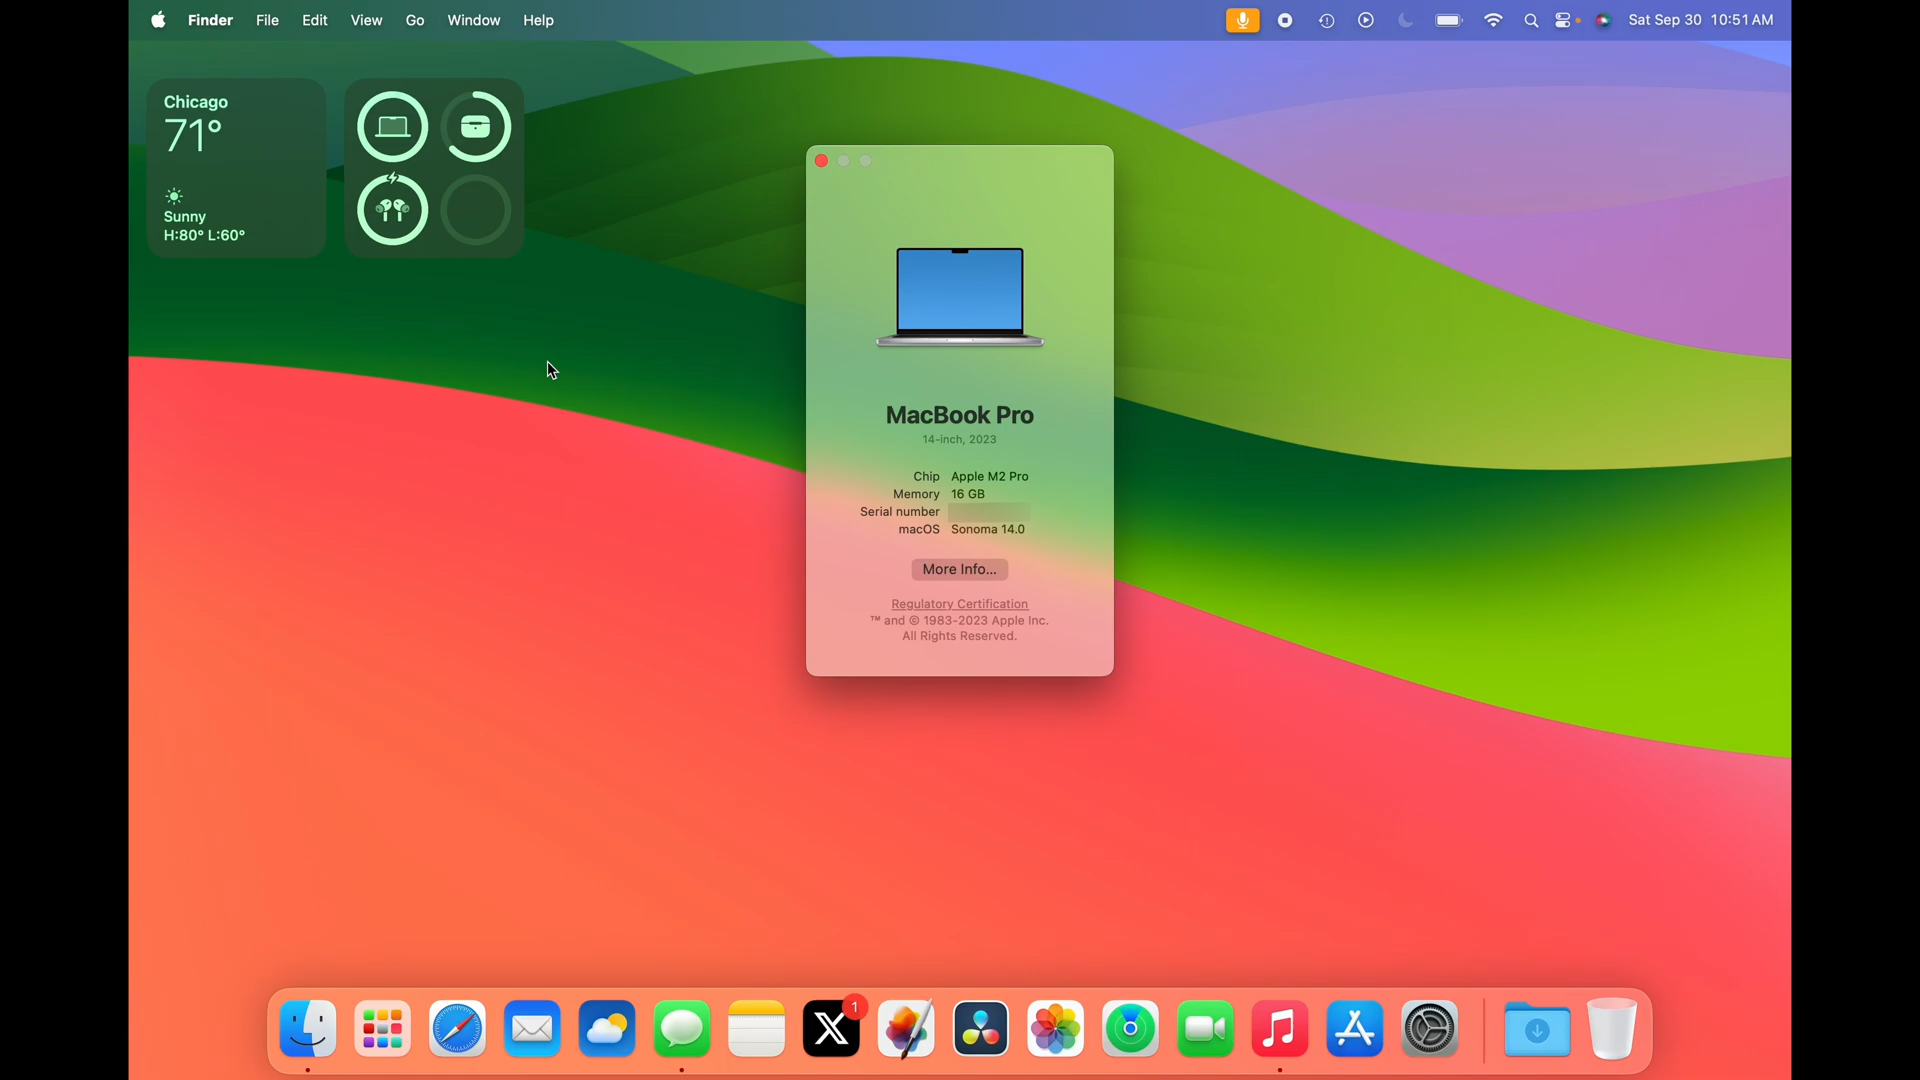 Finder File Edit View Go Window Help Sat Sep 30 10:51 AM
Chicago
71°
Sunny
H:80° L:60°
MacBook Pro
14-inch, 2023
Chip Apple M2 Pro
Memory 16 GB
Serial number
macOS Sonoma 14.0
More Info...
Regulatory Certification
™ and © 1983-2023 Apple Inc.
All Rights Reserved.
1